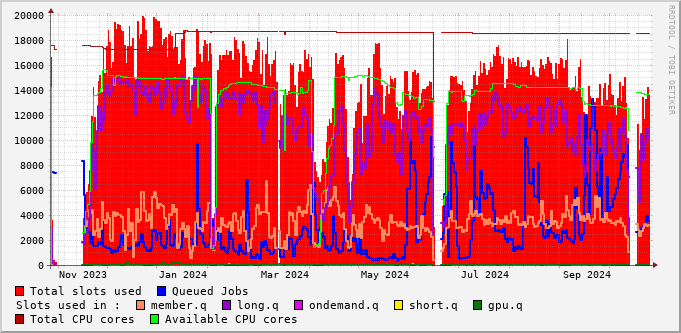 20000
18000
16000
14000
12000
10000
8000
6000
4000
2000
0
Nov 2023 Jan 2024 Mar 2024 May 2024 Jul 2024 Sep 2024
Total slots used Queued Jobs
Slots used in : member.q long.q ondemand.q short.q gpu.q
Total CPU cores Available CPU cores
RRDTOOL / TOBI OETIKER